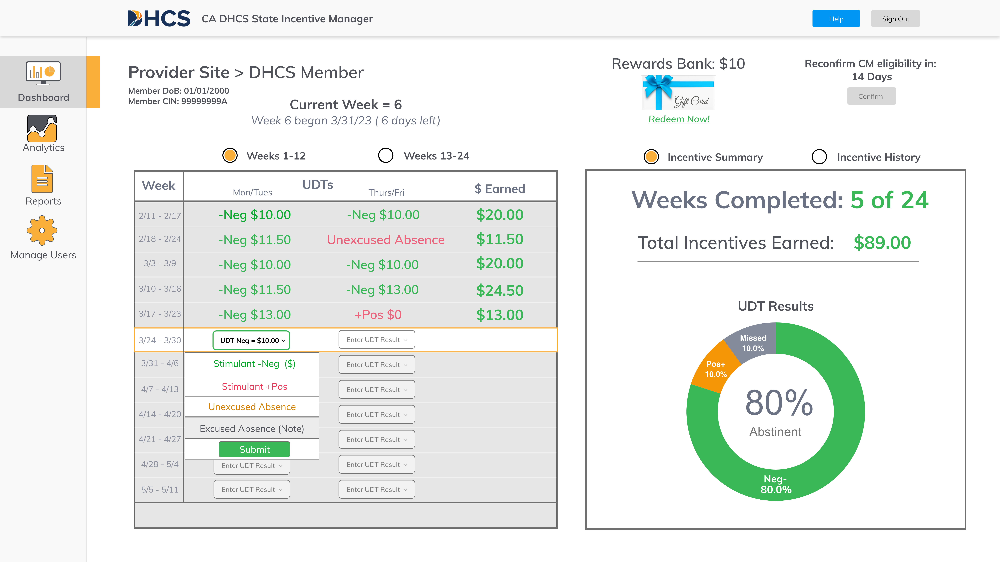 DHCS CA DHCS State Incentive Manager Help Sign Out
Dashboard
Analytics
Reports
Manage Users
Provider Site > DHCS Member
Member DoB: 01/01/2000
Member CIN: 99999999A
Current Week = 6
Week 6 began 3/31/23 ( 6 days left)
Rewards Bank: $10
Gift Card
Redeem Now!
Reconfirm CM eligibility in:
14 Days
Confirm
Weeks 1-12 Weeks 13-24
Week UDTs $ Earned
Mon/Tues Thurs/Fri
2/11 - 2/17 -Neg $10.00 -Neg $10.00 $20.00
2/18 - 2/24 -Neg $11.50 Unexcused Absence $11.50
3/3 - 3/9 -Neg $10.00 -Neg $10.00 $20.00
3/10 - 3/16 -Neg $11.50 -Neg $13.00 $24.50
3/17 - 3/23 -Neg $13.00 +Pos $0 $13.00
3/24 - 3/30 UDT Neg = $10.00 Enter UDT Result
3/31 - 4/6 Stimulant -Neg ($) Enter UDT Result
4/7 - 4/13 Stimulant +Pos Enter UDT Result
4/14 - 4/20 Unexcused Absence Enter UDT Result
4/21 - 4/27 Excused Absence (Note) Enter UDT Result
Submit
4/28 - 5/4 Enter UDT Result Enter UDT Result
5/5 - 5/11 Enter UDT Result Enter UDT Result
Incentive Summary Incentive History
Weeks Completed: 5 of 24
Total Incentives Earned: $89.00
UDT Results
Missed
10.0%
Pos+
10.0%
80%
Abstinent
Neg-
80.0%